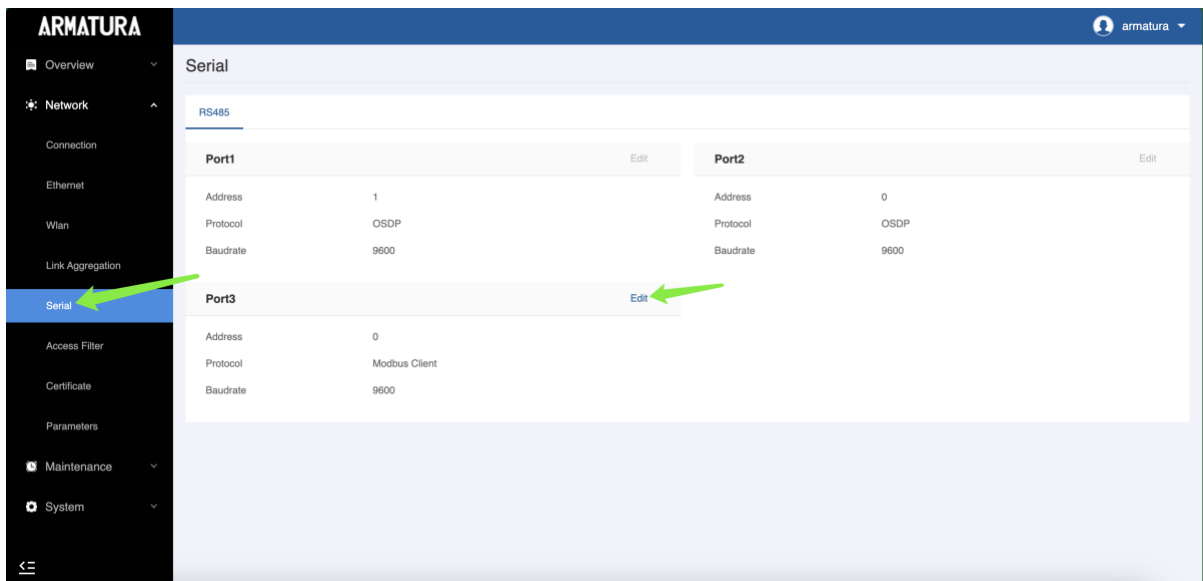 ARMATURA
armatura
Overview
Network
Connection
Ethernet
Wlan
Link Aggregation
Serial
Access Filter
Certificate
Parameters
Maintenance
System
Serial
RS485
Port1 Edit
Address 1
Protocol OSDP
Baudrate 9600
Port2 Edit
Address 0
Protocol OSDP
Baudrate 9600
Port3 Edit
Address 0
Protocol Modbus Client
Baudrate 9600